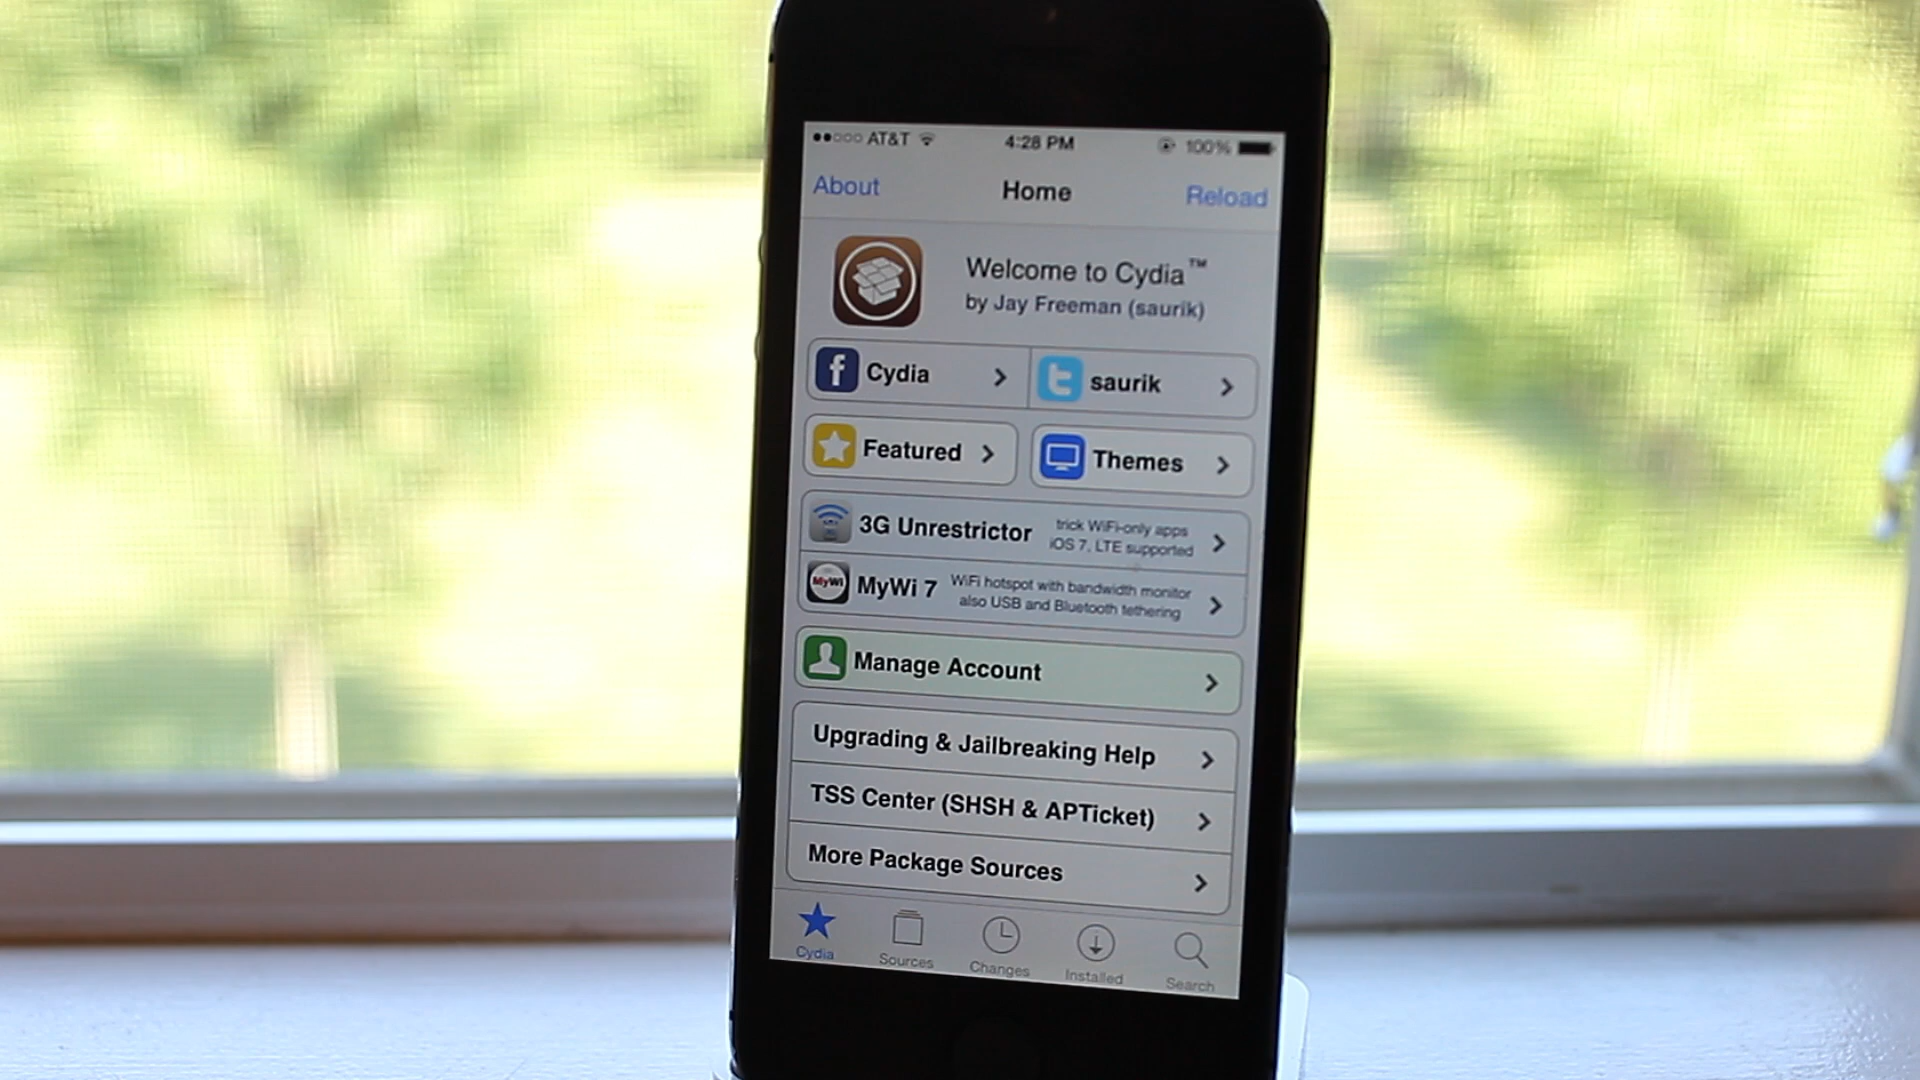 AT&T 4:28 PM 100%
About Home Reload
Welcome to Cydia™
by Jay Freeman (saurik)
f Cydia
t saurik
Featured
Themes
3G Unrestrictor trick WiFi-only apps
iOS 7, LTE supported
MyWi MyWi 7 WiFi hotspot with bandwidth monitor
also USB and Bluetooth tethering
Manage Account
Upgrading & Jailbreaking Help
TSS Center (SHSH & APTicket)
More Package Sources
Cydia Sources Changes Installed Search